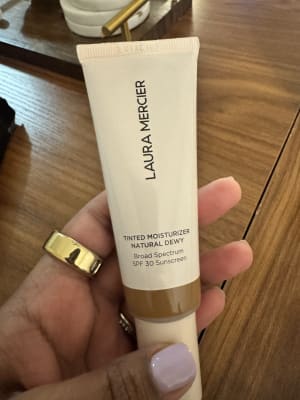 LAURA MERCIER
TINTED MOISTURIZER
NATURAL DEWY
Broad Spectrum
SPF 30 Sunscreen